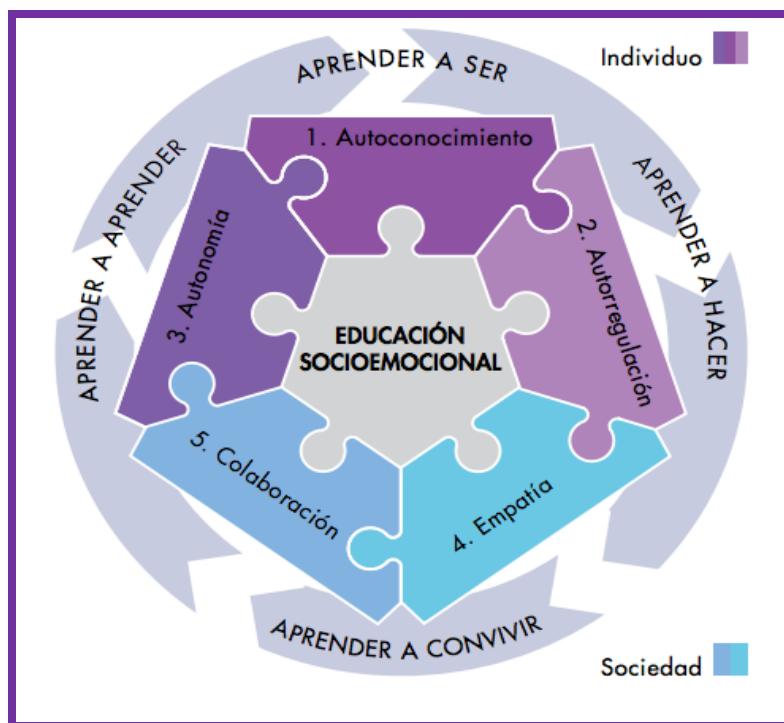 APRENDER A SER
Individuo
1. Autoconocimiento
APRENDER A APRENDER
APRENDER A HACER
2. Autorregulación
3. Autonomía
EDUCACIÓN
SOCIOEMOCIONAL
5. Colaboración
4. Empatía
APRENDER A CONVIVIR
Sociedad